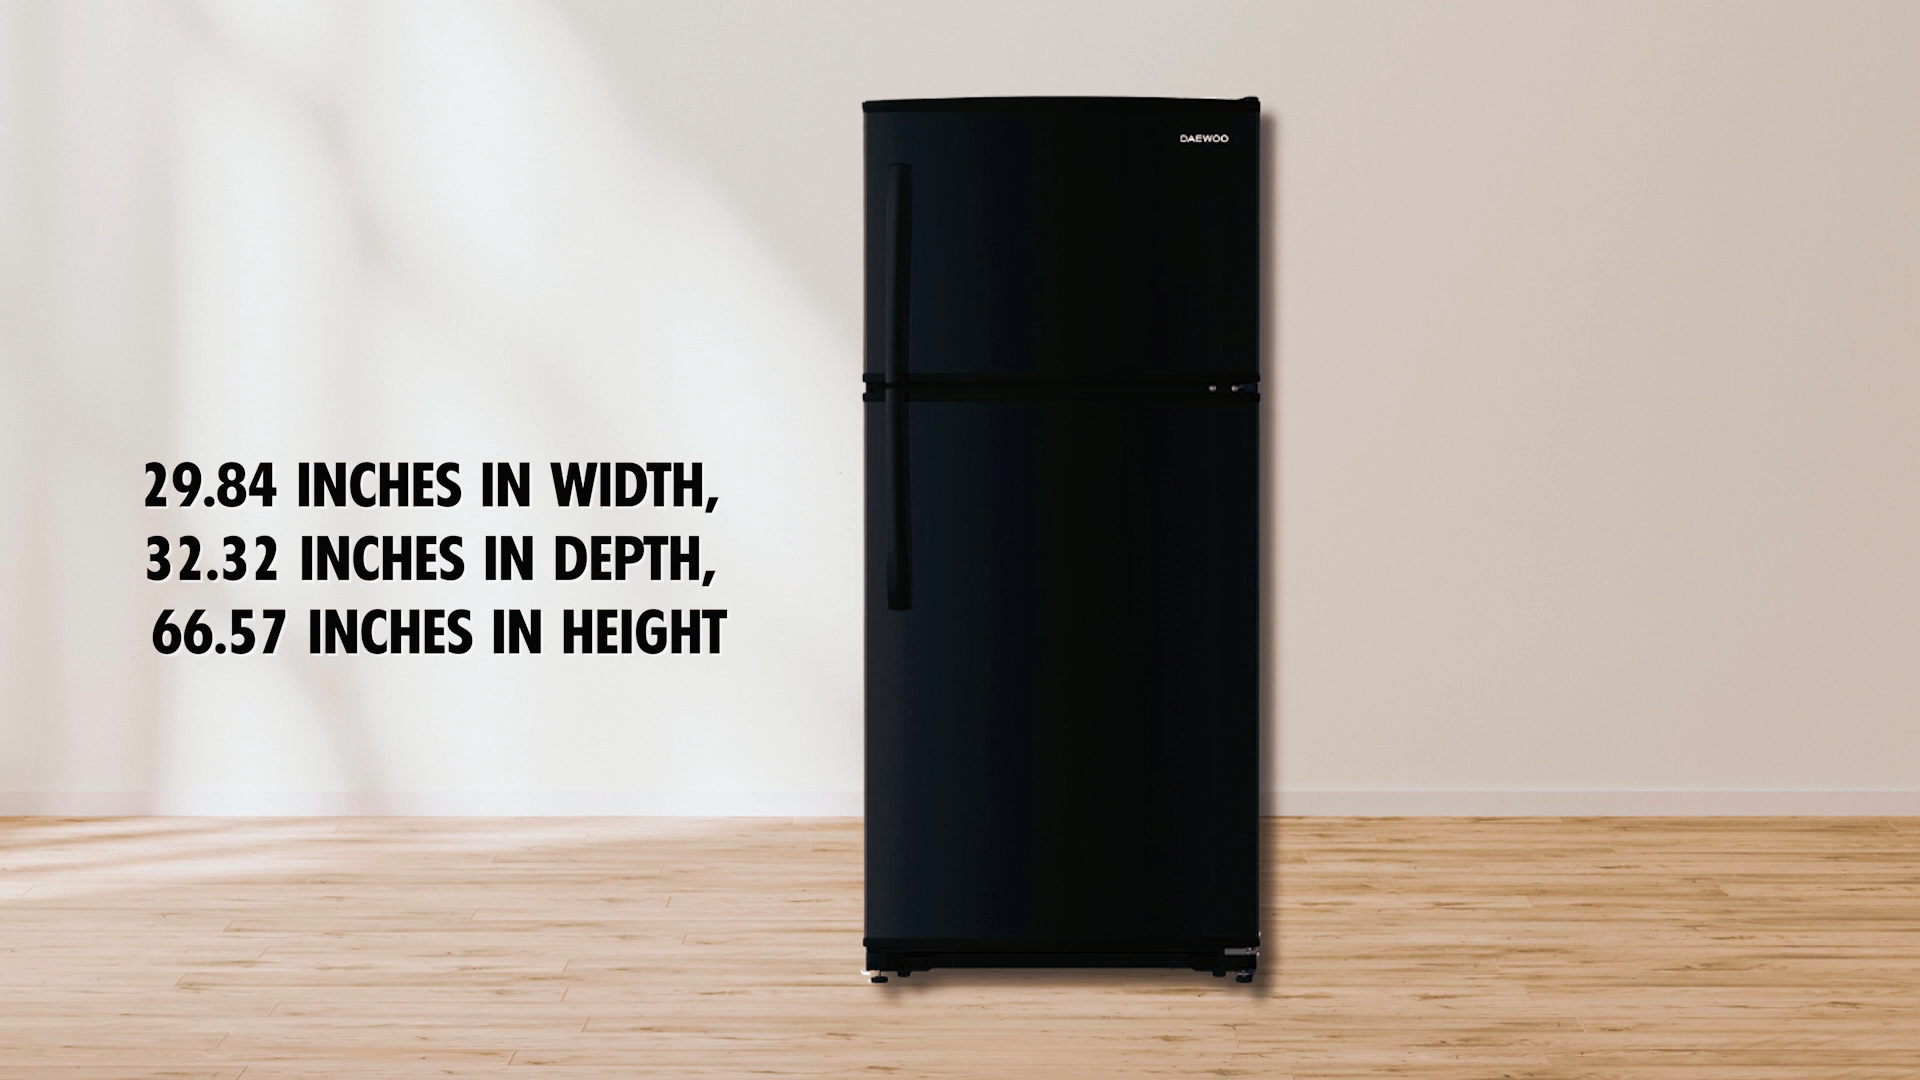 DAEWOO
29.84 INCHES IN WIDTH,
32.32 INCHES IN DEPTH,
66.57 INCHES IN HEIGHT